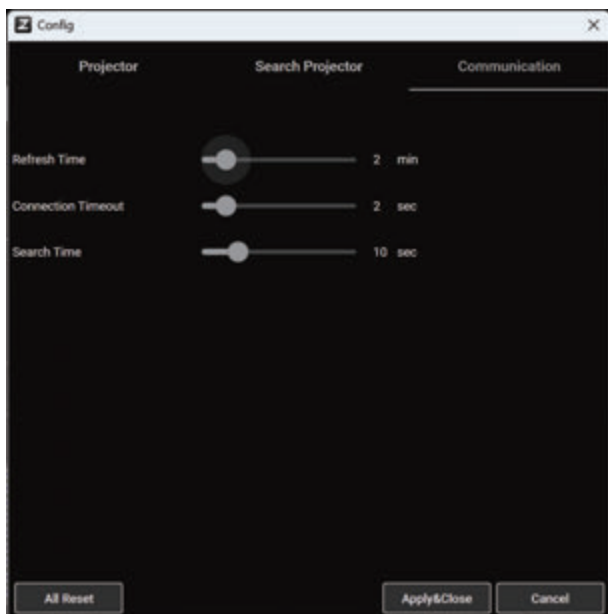 Config
Projector Search Projector Communication
Refresh Time 2 min
Connection Timeout 2 sec
Search Time 10 sec
All Reset Apply&Close Cancel